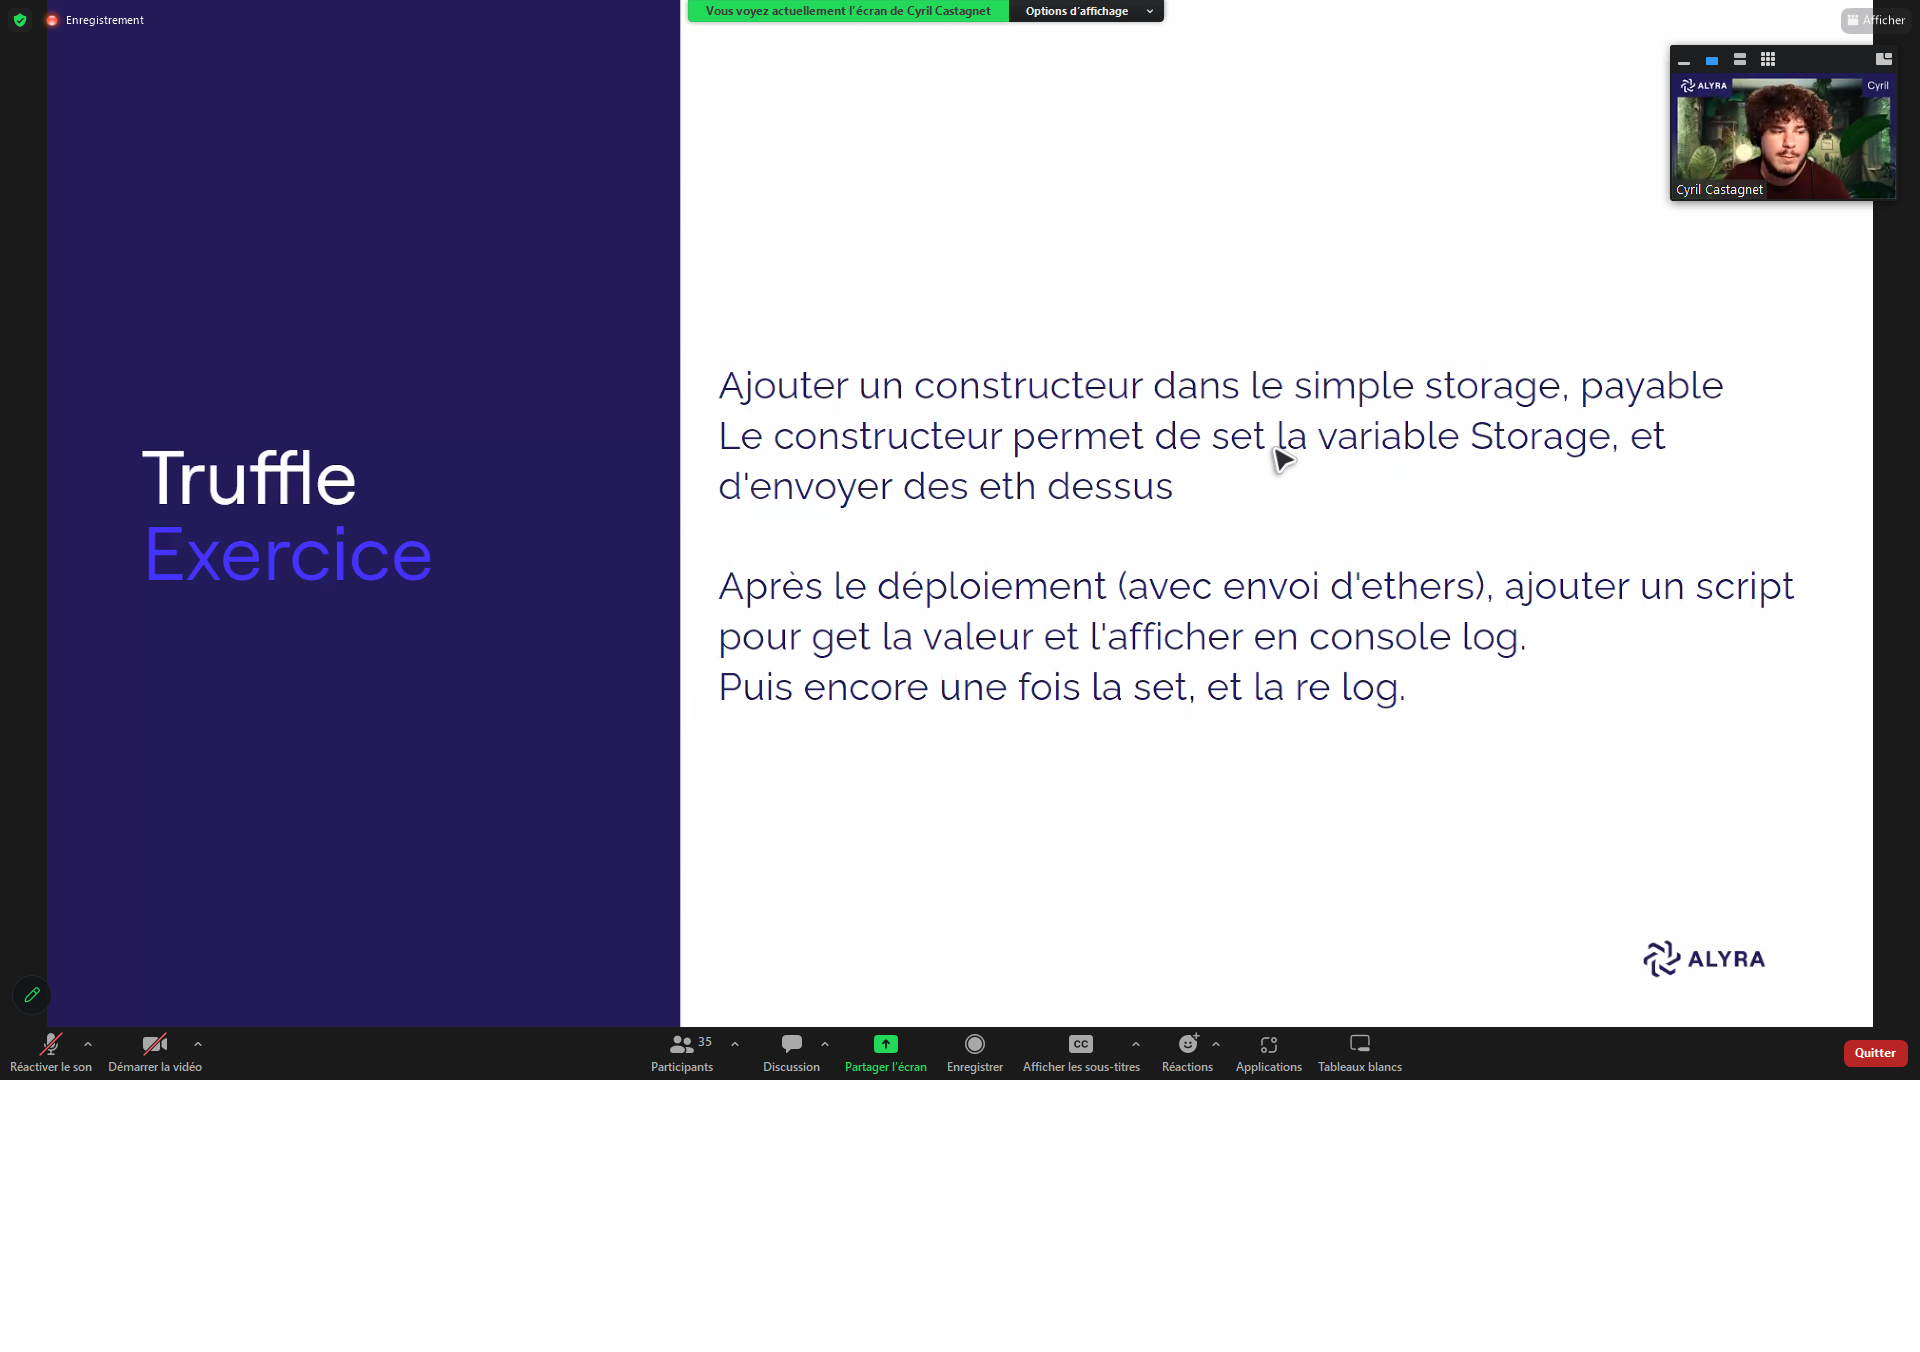 Enregistrement
Vous voyez actuellement l'écran de Cyril Castagnet
Options d'affichage
Afficher
ALYRA
Cyril
Cyril Castagnet
Truffle
Exercice
Ajouter un constructeur dans le simple storage, payable
Le constructeur permet de set la variable Storage, et
d'envoyer des eth dessus
Après le déploiement (avec envoi d'ethers), ajouter un script
pour get la valeur et l'afficher en console log.
Puis encore une fois la set, et la re log.
ALYRA
Réactiver le son
Démarrer la vidéo
Participants
35
Discussion
Partager l'écran
Enregistrer
CC
Afficher les sous-titres
Réactions
Applications
Tableaux blancs
Quitter